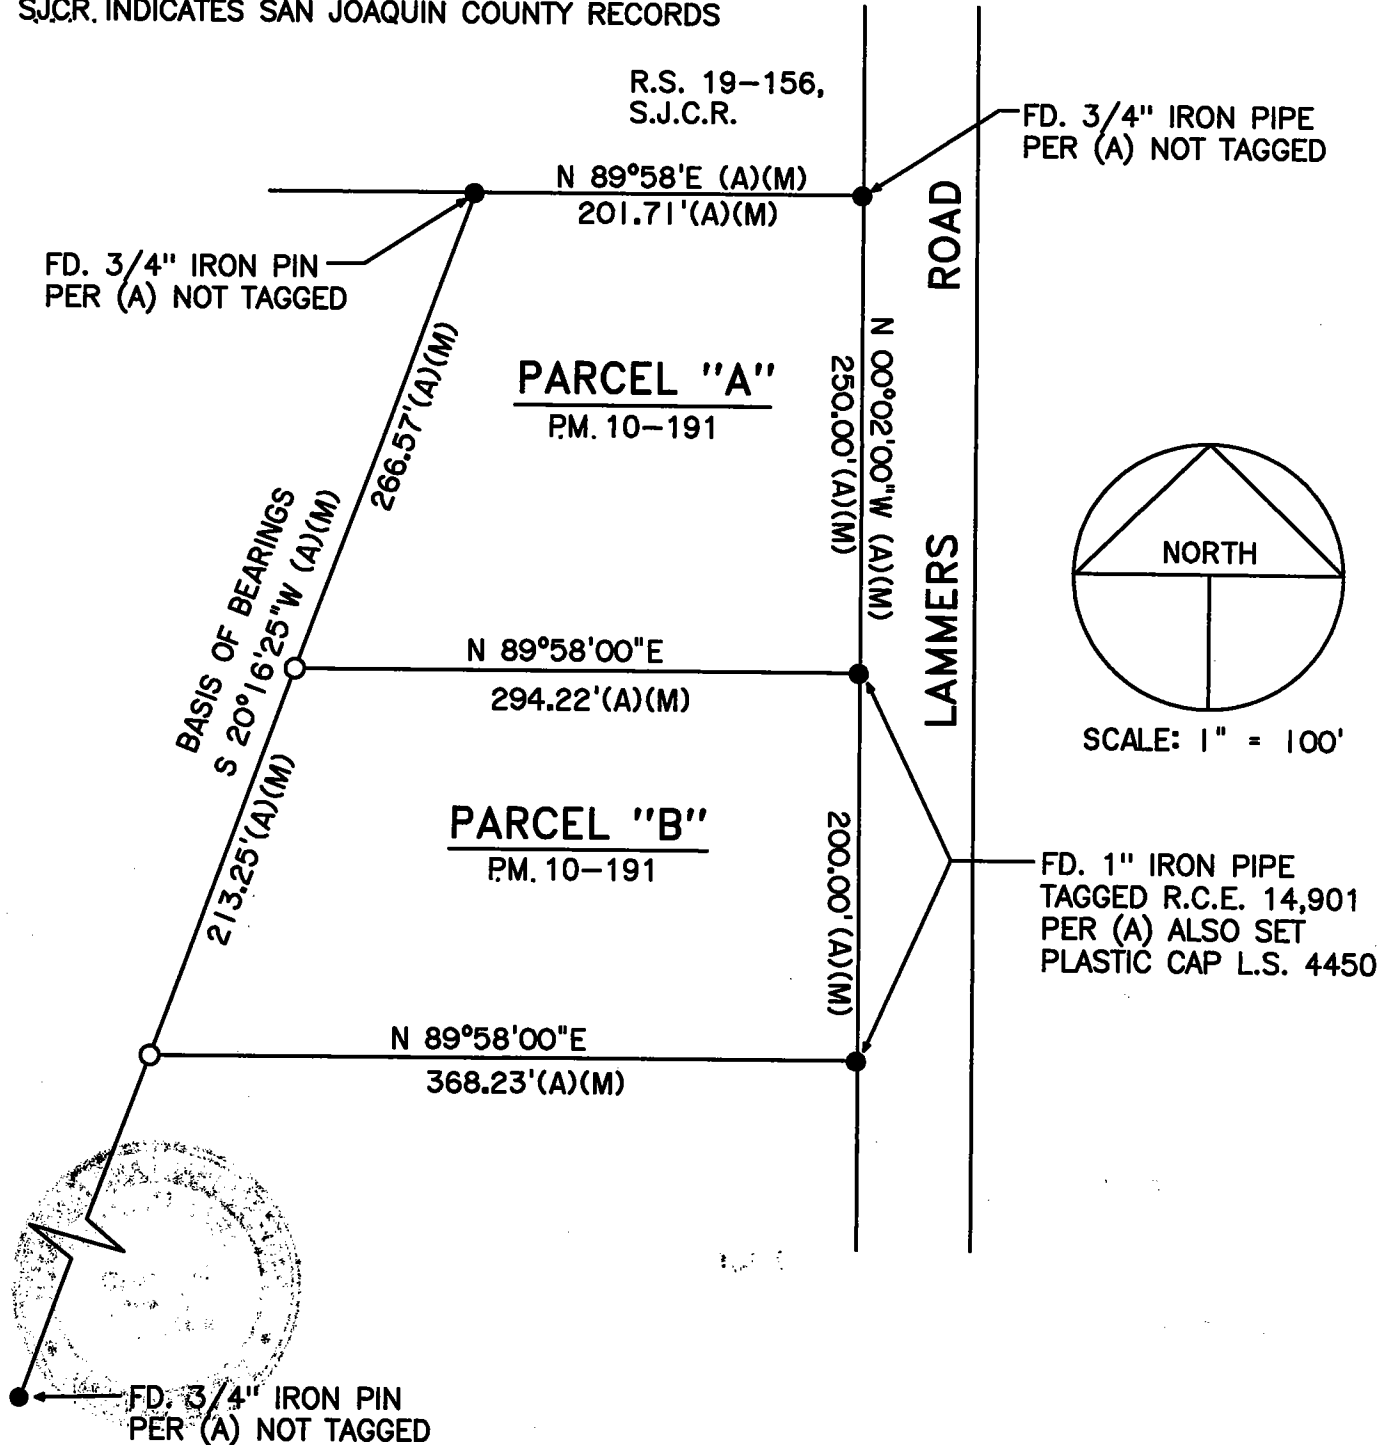 S.J.C.R. INDICATES SAN JOAQUIN COUNTY RECORDS
R.S. 19-156,
S.J.C.R.
FD. 3/4" IRON PIPE
PER (A) NOT TAGGED
N 89°58'E (A)(M)
201.71'(A)(M)
FD. 3/4" IRON PIN
PER (A) NOT TAGGED
LAMMERS ROAD
266.57'(A)(M)
PARCEL "A"
P.M. 10-191
N 00°02'00"W (A)(M)
250.00'(A)(M)
BASIS OF BEARINGS
S 20°16'25"W (A)(M)
NORTH
SCALE: 1" = 100'
N 89°58'00"E
294.22'(A)(M)
213.25'(A)(M)
PARCEL "B"
P.M. 10-191
200.00' (A)(M)
FD. 1" IRON PIPE
TAGGED R.C.E. 14,901
PER (A) ALSO SET
PLASTIC CAP L.S. 4450
N 89°58'00"E
368.23'(A)(M)
FD. 3/4" IRON PIN
PER (A) NOT TAGGED